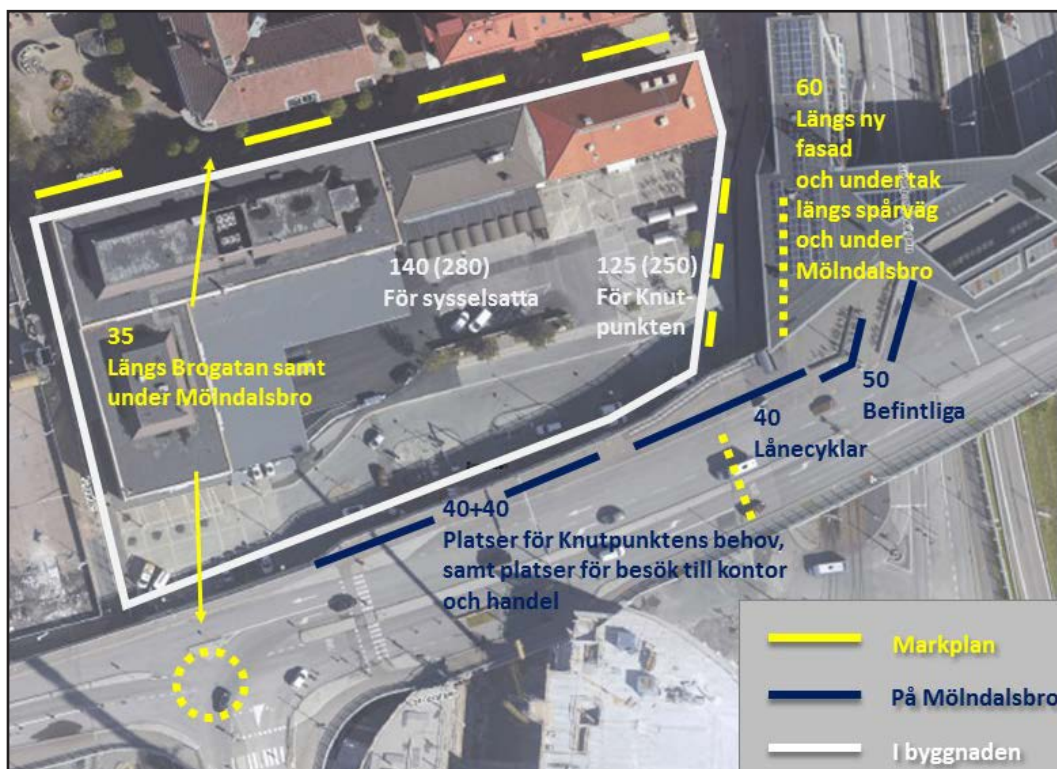 60
Längs ny
fasad
och under tak
längs spårväg
och under
Mölndalsbro
140 (280)
För sysselsatta
125 (250)
För Knut-
punkten
35
Längs Brogatan samt
under Mölndalsbro
50
Befintliga
40
Lånecyklar
40+40
Platser för Knutpunktens behov,
samt platser för besök till kontor
och handel
Markplan
På Mölndalsbro
I byggnaden